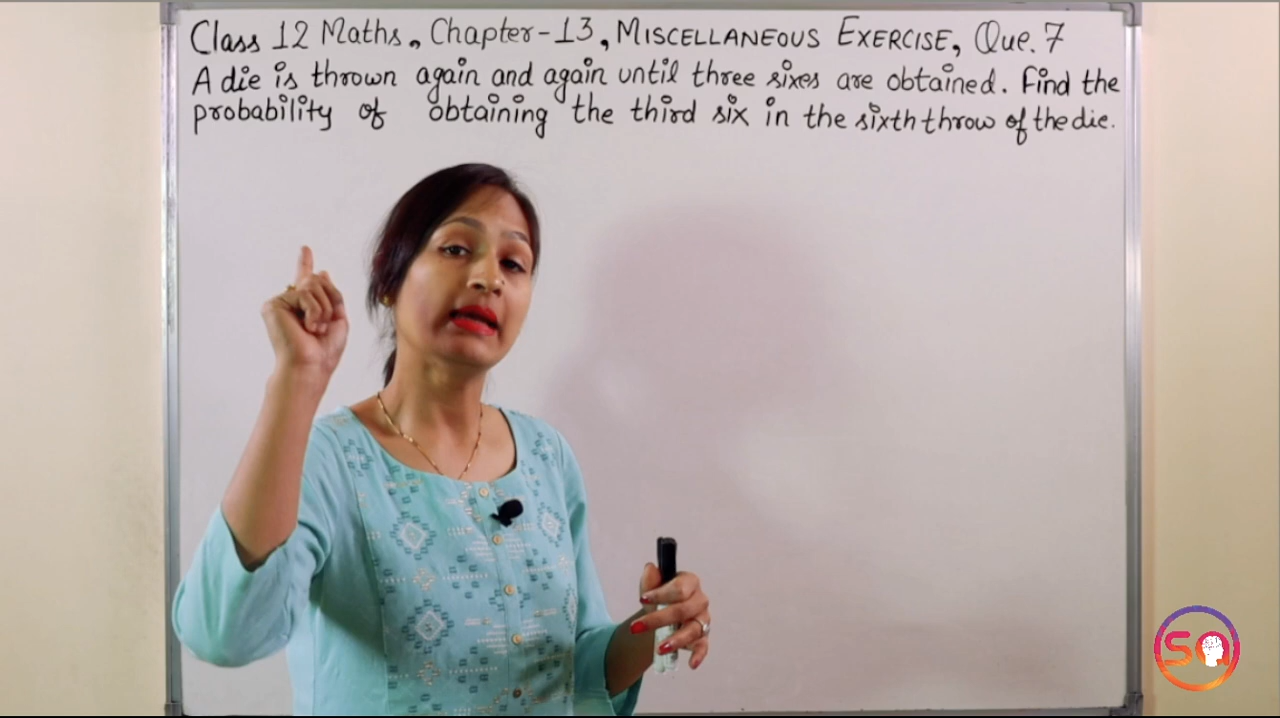 Class 12 Maths, Chapter-13, MISCELLANEOUS EXERCISE, Que. 7
A die is thrown again and again until three sixes are obtained. Find the
probability of obtaining the third six in the sixth throw of the die.
SQ